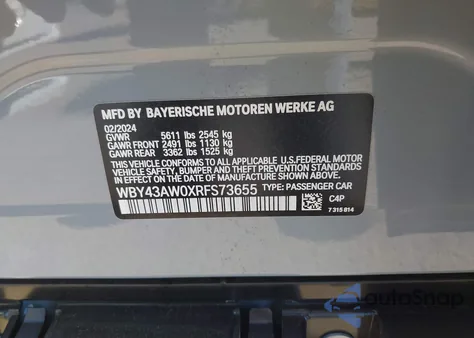 MFD BY BAYERISCHE MOTOREN WERKE AG
02/2024
GVWR 5611 lbs 2545 kg
GAWR FRONT 2491 lbs 1130 kg
GAWR REAR 3362 lbs 1525 kg
THIS VEHICLE CONFORMS TO ALL APPLICABLE U.S.FEDERAL MOTOR
VEHICLE SAFETY, BUMPER, AND THEFT PREVENTION STANDARDS IN
EFFECT ON THE DATE OF MANUFACTURE SHOWN ABOVE.
WBY43AW0XRFS73655 TYPE: PASSENGER CAR
C4P
7 315 814
autoSnap